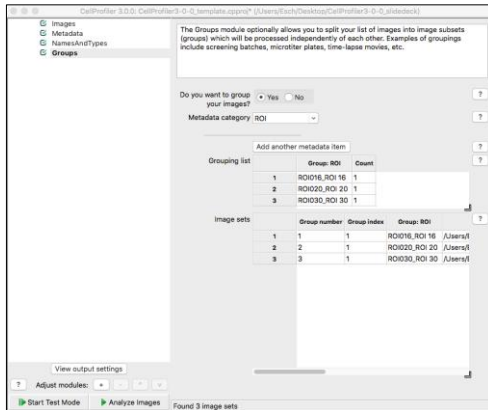 CellProfiler 3.0.0: CellProfiler3-0-0_template.cpproj* (/Users/Esch/Desktop/CellProfiler3-0-0_slidedeck)
Images
Metadata
NamesAndTypes
Groups
The Groups module optionally allows you to split your list of images into image subsets
(groups) which will be processed independently of each other. Examples of groupings
include screening batches, microtiter plates, time-lapse movies, etc.
Do you want to group
your images?
Yes No ?
Metadata category ROI ?
Add another metadata item ?
Grouping list ?
Group: ROI Count
1 ROI016_ROI 16 1
2 ROI020_ROI 20 1
3 ROI030_ROI 30 1
Image sets ?
Group number Group index Group: ROI
1 1 1 ROI016_ROI 16 /Users/E
2 2 1 ROI020_ROI 20 /Users/E
3 3 1 ROI030_ROI 30 /Users/E
View output settings
? Adjust modules: + - ^ v
Start Test Mode Analyze Images Found 3 image sets